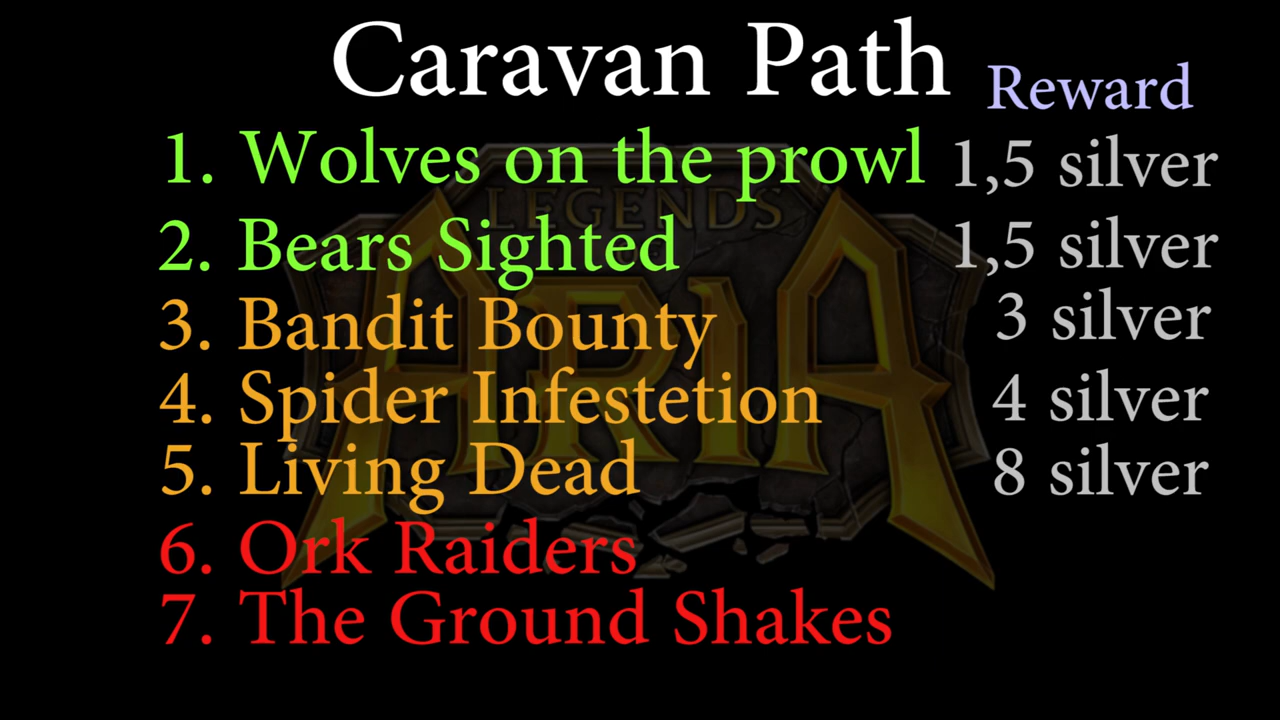 Caravan Path
Reward
1. Wolves on the prowl 1,5 silver
2. Bears Sighted 1,5 silver
3. Bandit Bounty 3 silver
4. Spider Infestetion 4 silver
5. Living Dead 8 silver
6. Ork Raiders
7. The Ground Shakes
LEGENDS
ARIA